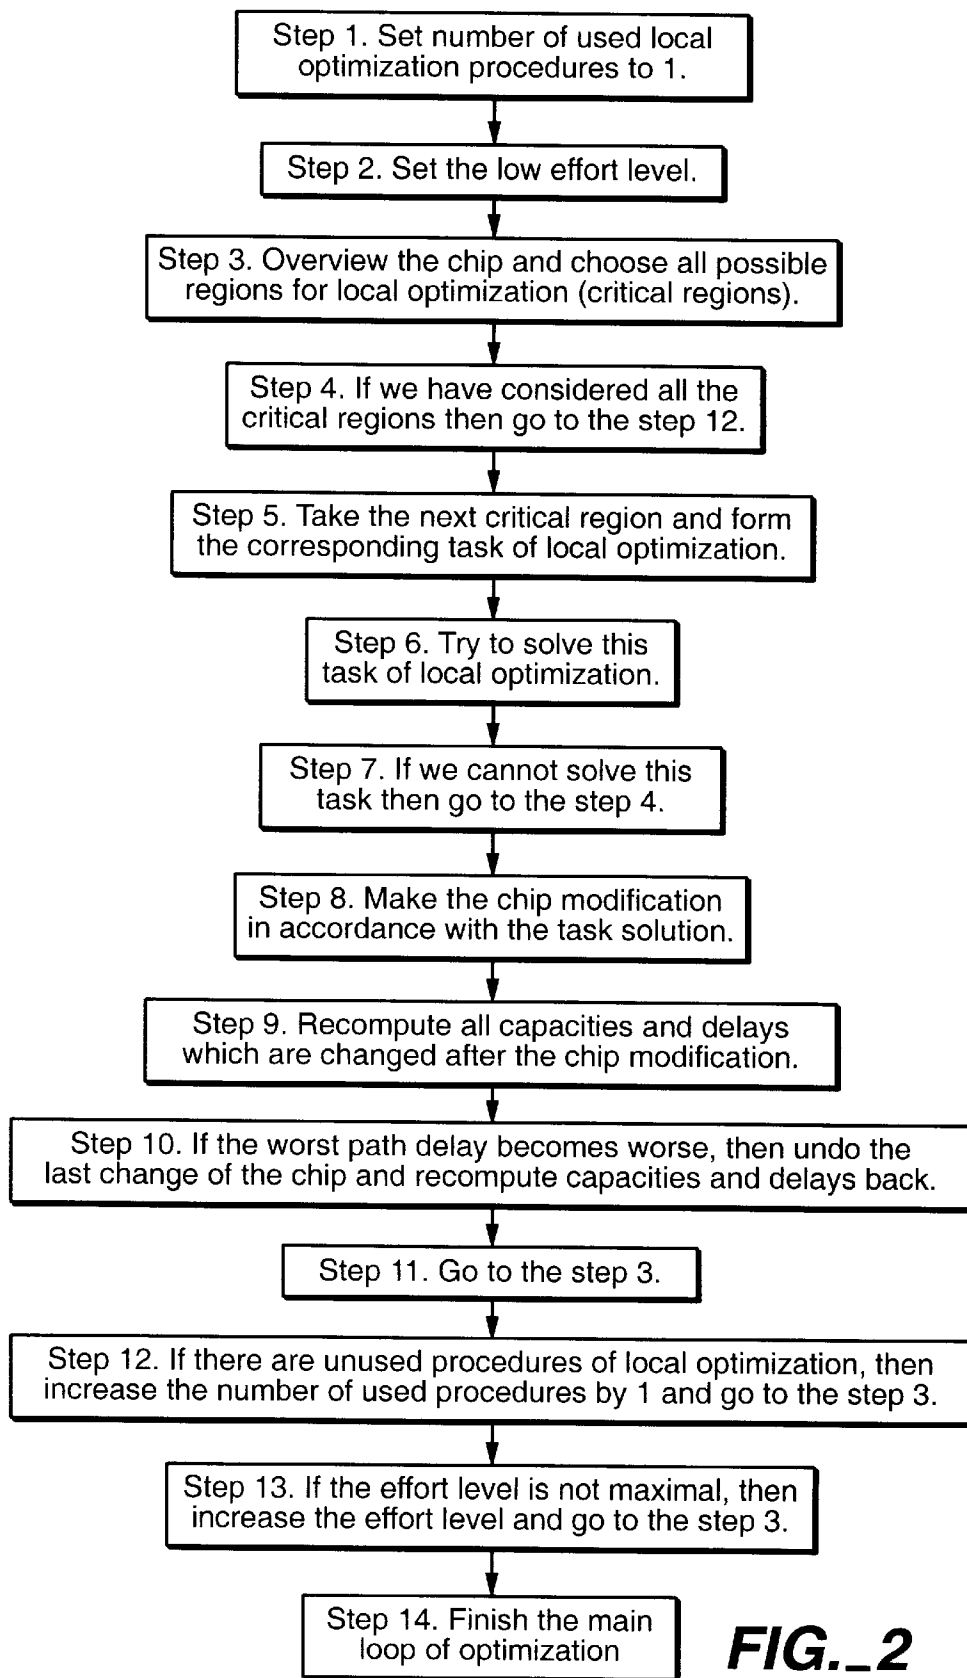 Step 1. Set number of used local
optimization procedures to 1.
Step 2. Set the low effort level.
Step 3. Overview the chip and choose all possible
regions for local optimization (critical regions).
Step 4. If we have considered all the
critical regions then go to the step 12.
Step 5. Take the next critical region and form
the corresponding task of local optimization.
Step 6. Try to solve this
task of local optimization.
Step 7. If we cannot solve this
task then go to the step 4.
Step 8. Make the chip modification
in accordance with the task solution.
Step 9. Recompute all capacities and delays
which are changed after the chip modification.
Step 10. If the worst path delay becomes worse, then undo the
last change of the chip and recompute capacities and delays back.
Step 11. Go to the step 3.
Step 12. If there are unused procedures of local optimization, then
increase the number of used procedures by 1 and go to the step 3.
Step 13. If the effort level is not maximal, then
increase the effort level and go to the step 3.
Step 14. Finish the main
loop of optimization
FIG._2